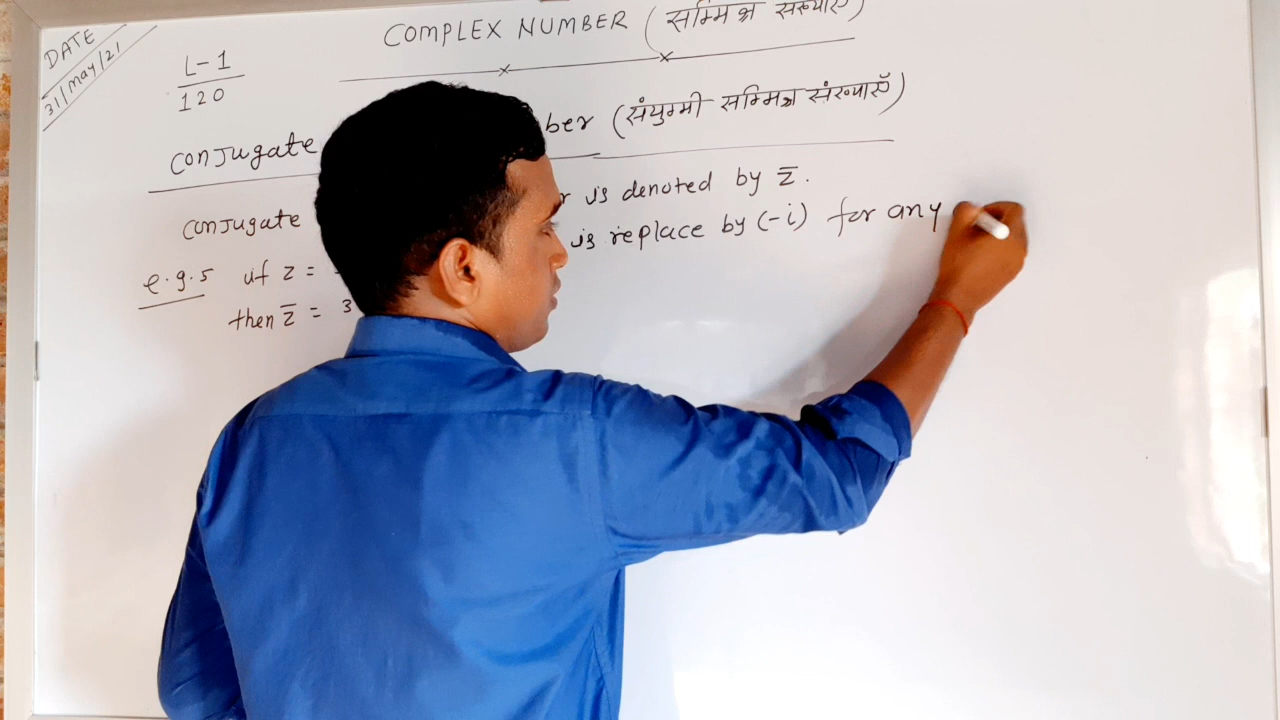 DATE
31/May/21
L-1
120
COMPLEX NUMBER (सम्मिश्र संख्याएँ)
conJugate ber (संयुग्मी सम्मिश्र संख्याएँ)
conJugate r is denoted by z̅.
is replace by (-i) for any
e.g.5 if z =
then z̅ = 3